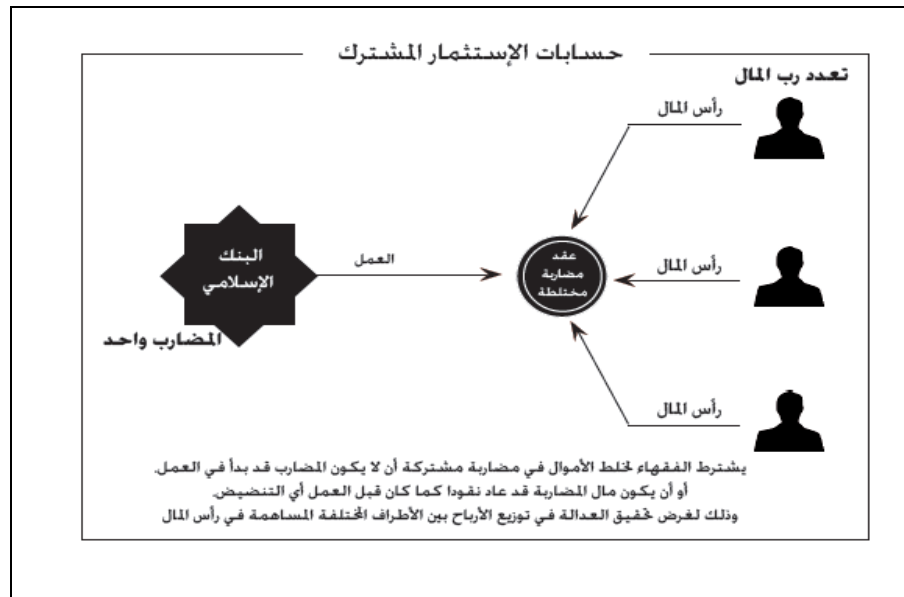 حسابات الإستثمار المشترك
تعدد رب المال
رأس المال
البنك
الإسلامي
العمل
عقد
مضاربة
مختلطة
رأس المال
المضارب واحد
رأس المال
يشترط الفقهاء لخلط الأموال في مضاربة مشتركة أن لا يكون المضارب قد بدأ في العمل.
أو أن يكون مال المضاربة قد عاد نقودا كما كان قبل العمل أي التنضيض.
وذلك لغرض تحقيق العدالة في توزيع الأرباح بين الأطراف المختلفة المساهمة في رأس المال